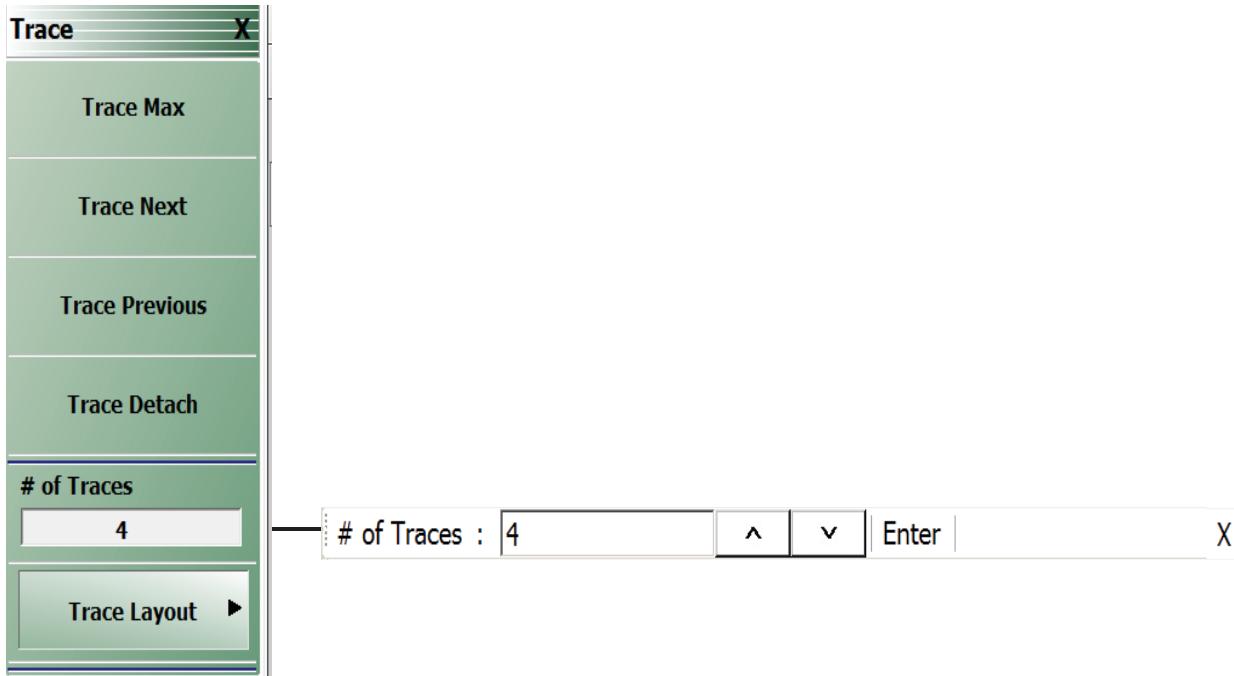 Trace X
Trace Max
Trace Next
Trace Previous
Trace Detach
# of Traces
4
# of Traces : 4 ^ v Enter X
Trace Layout ►